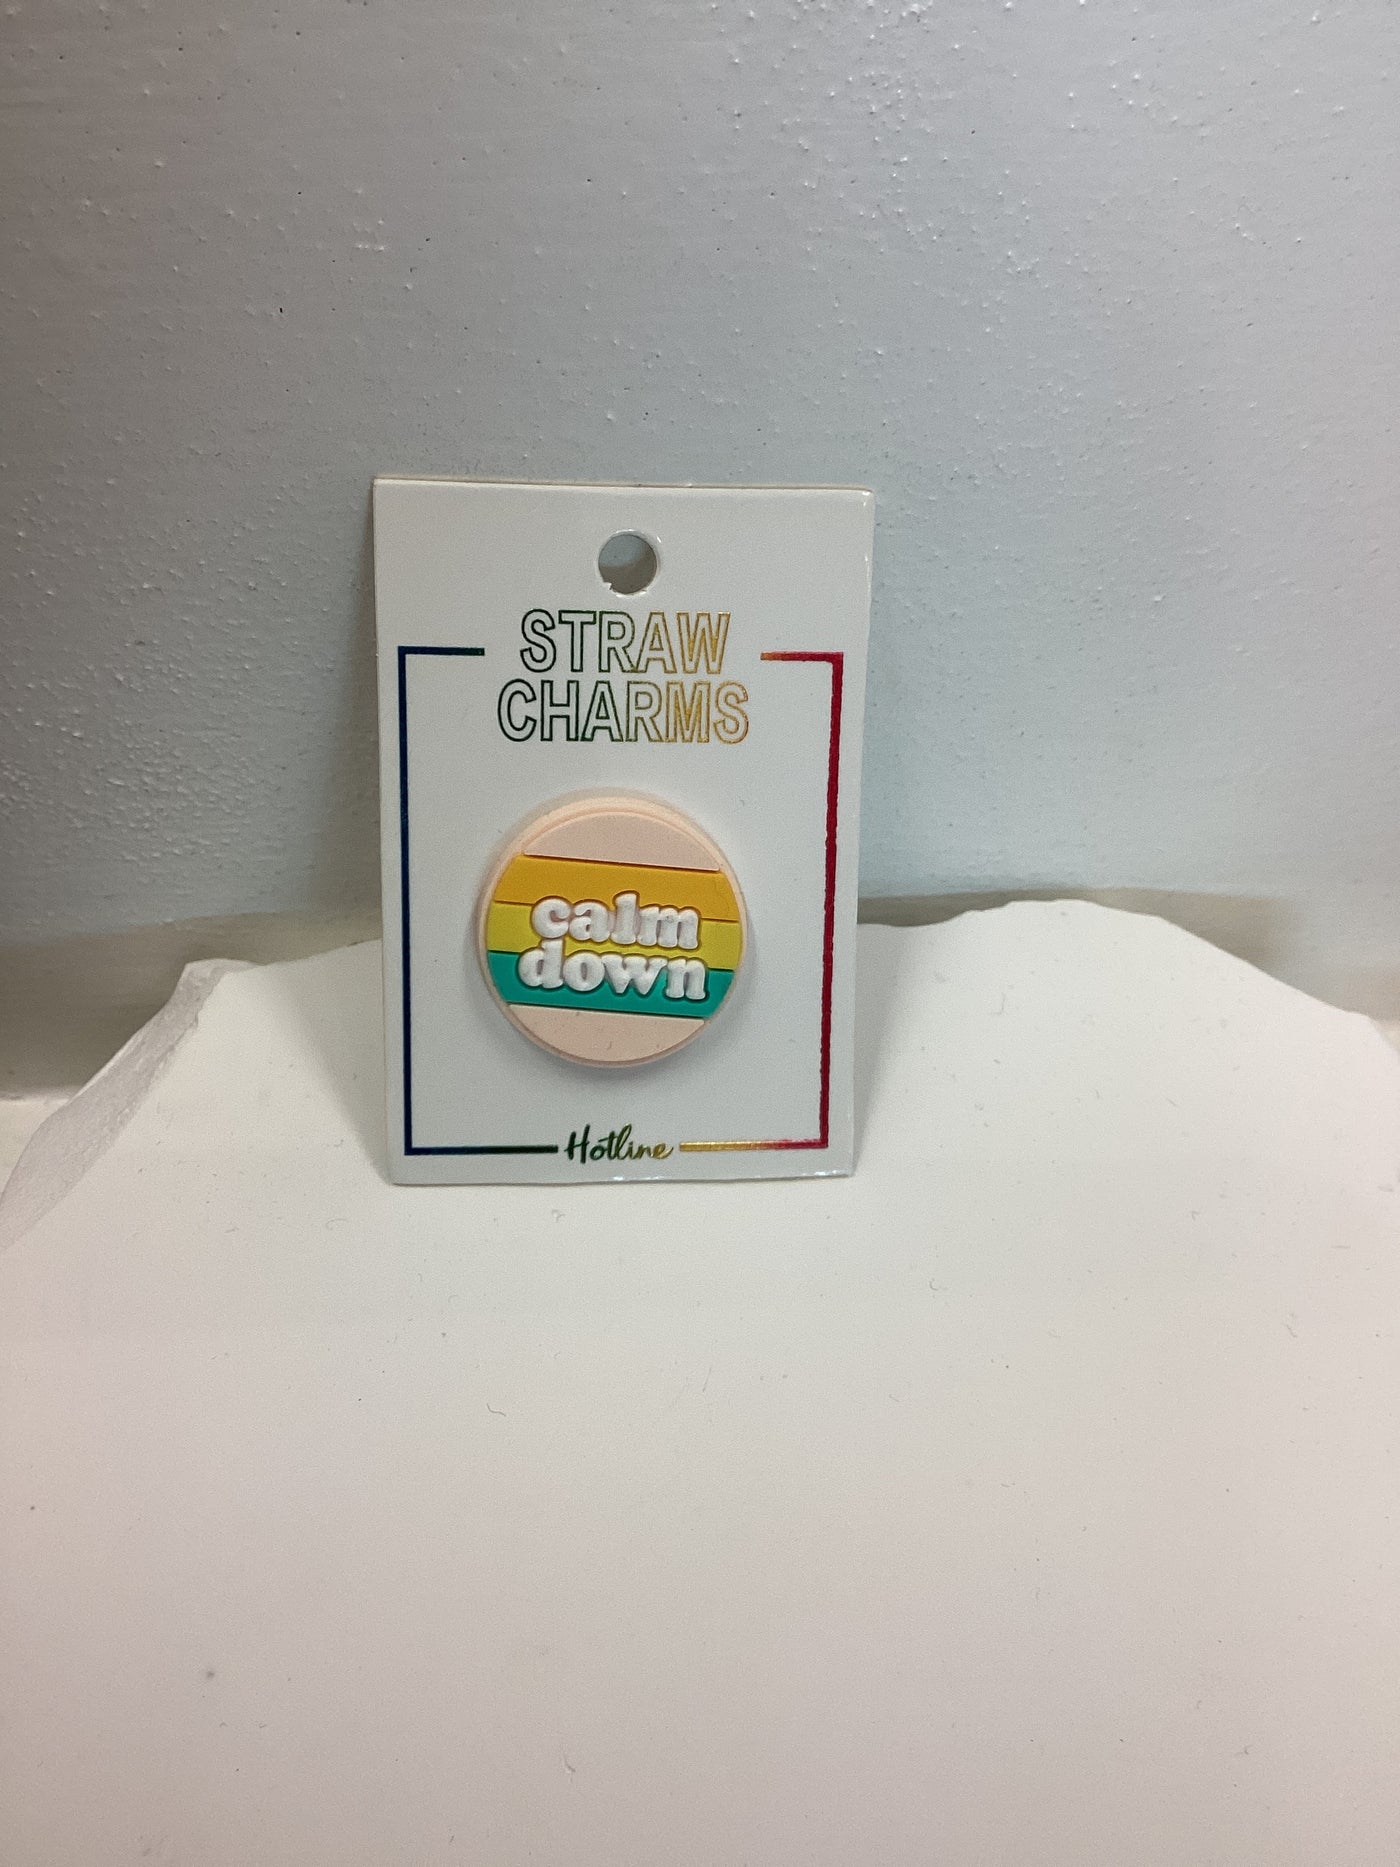 STRAW
CHARMS
calm
down
Hotline